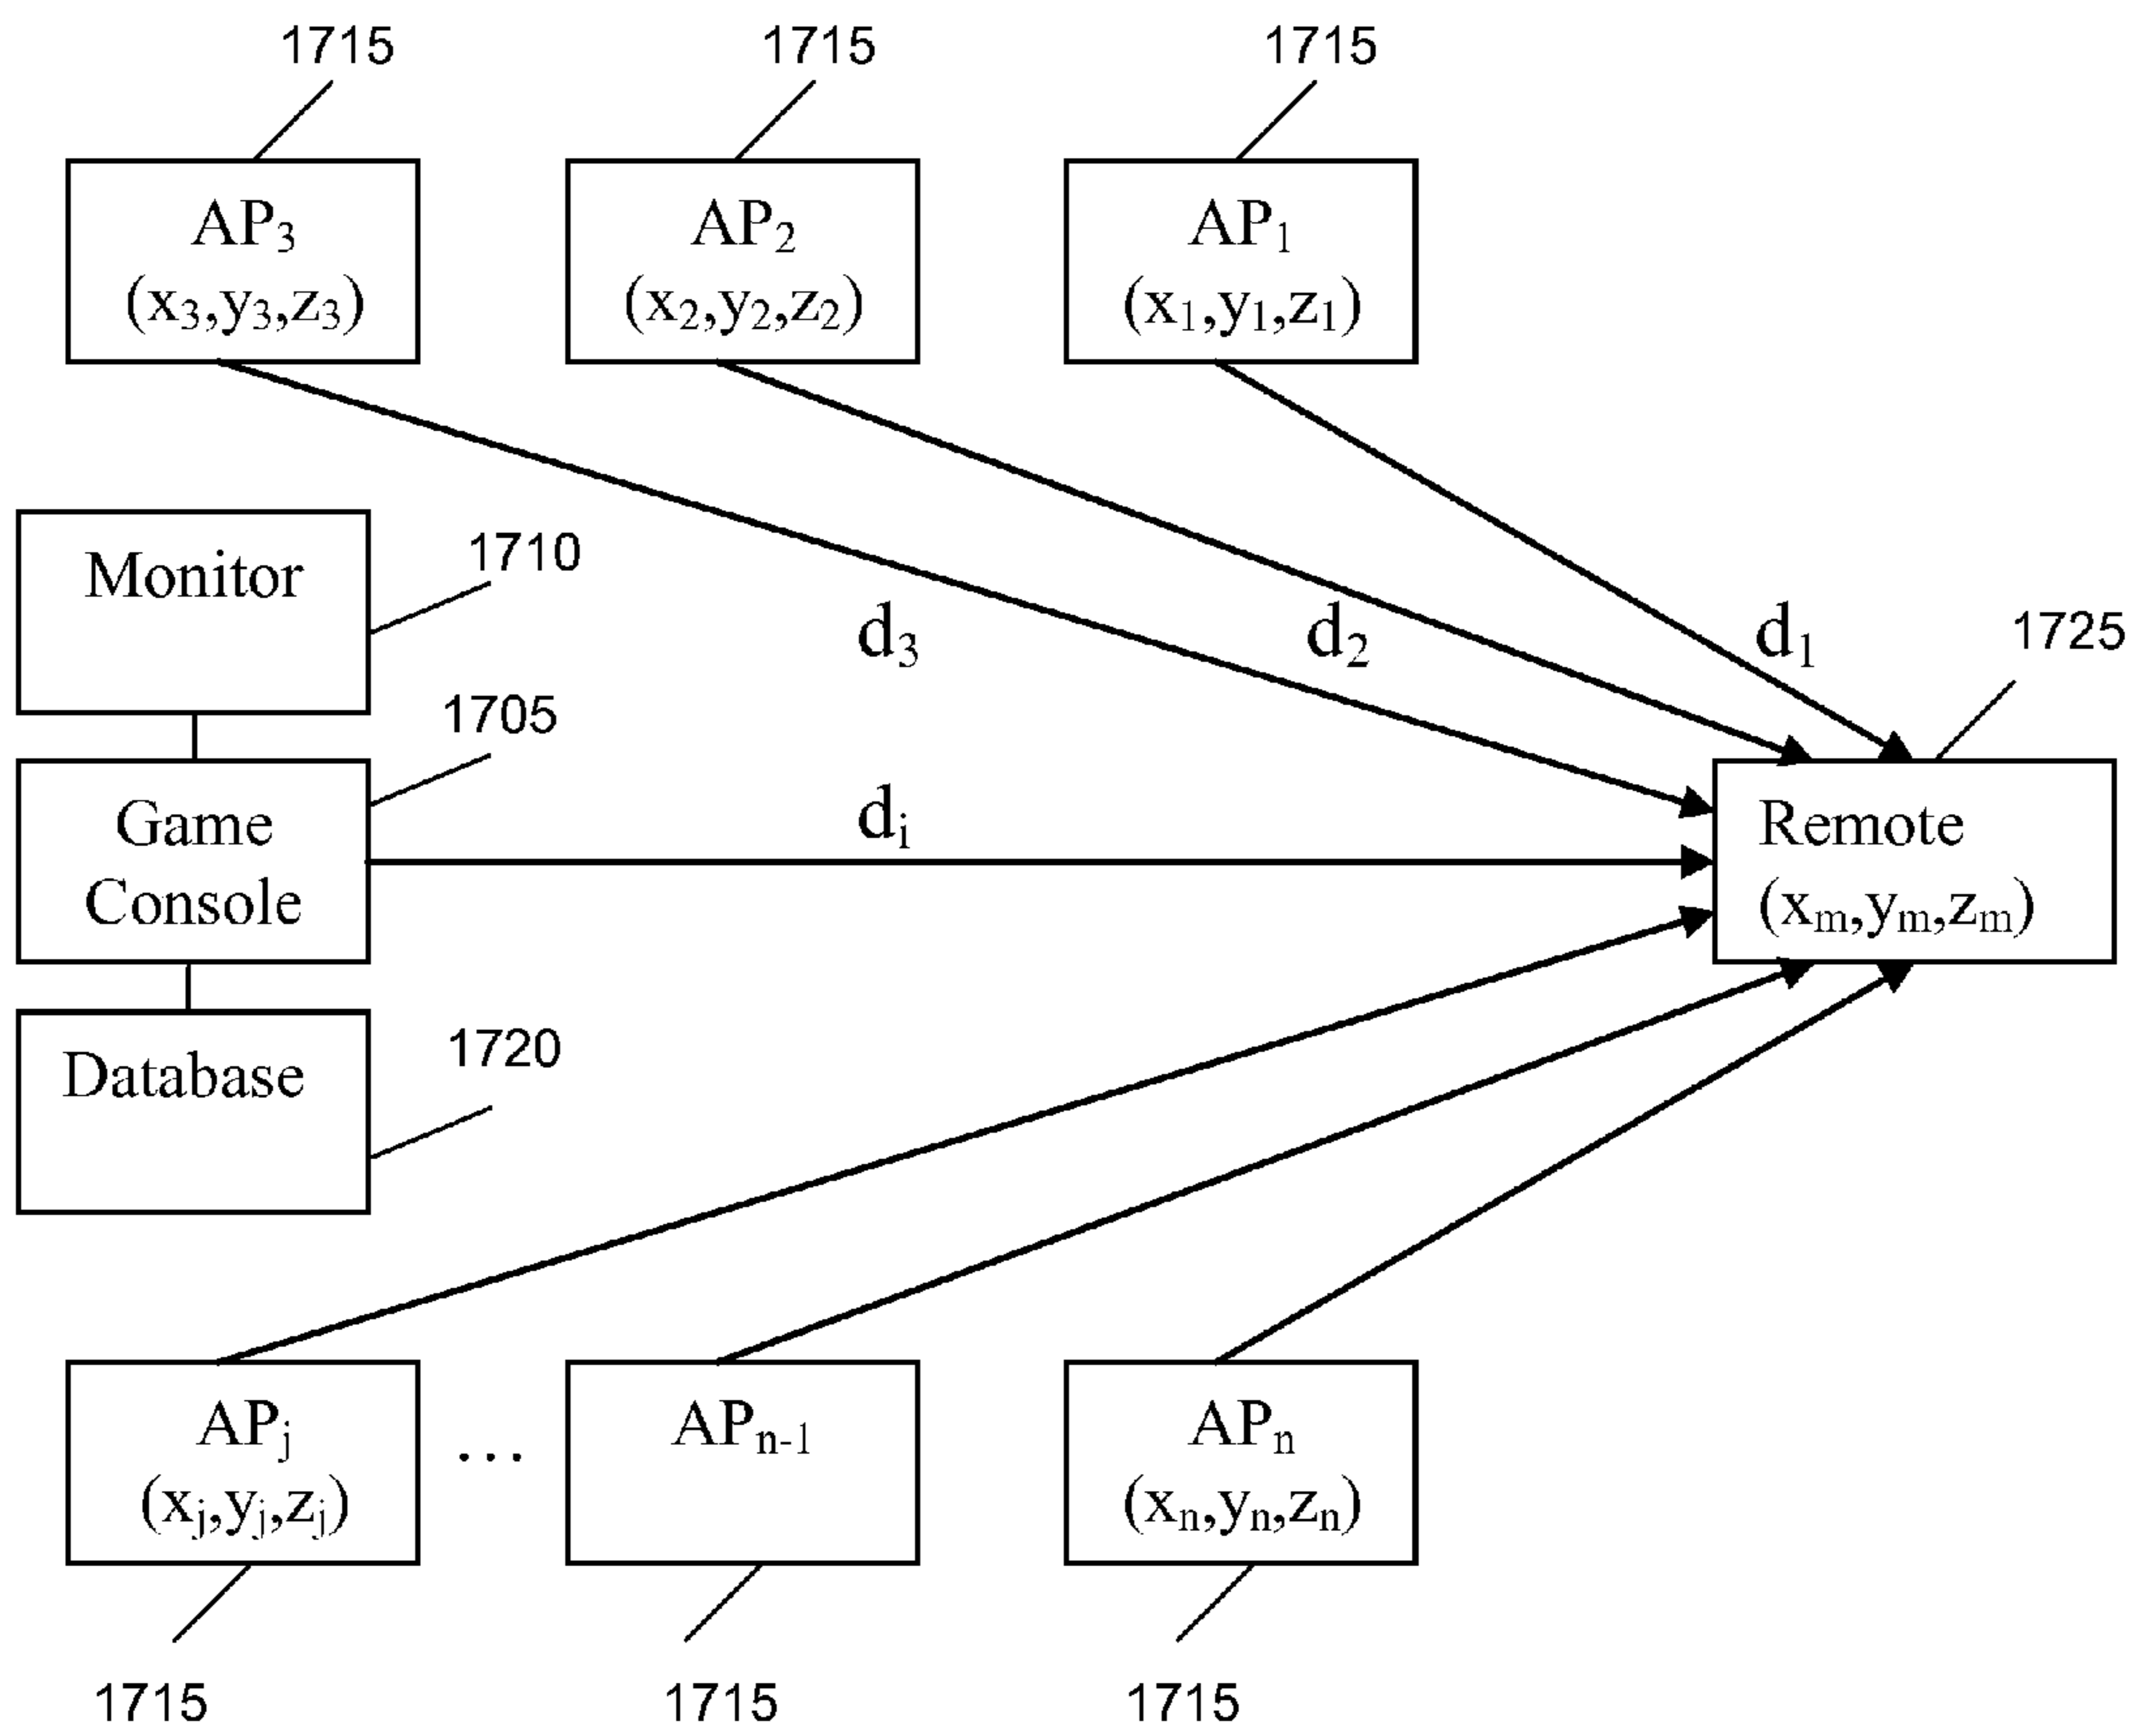 1715 1715 1715
AP₃ AP₂ AP₁
(x₃,y₃,z₃) (x₂,y₂,z₂) (x₁,y₁,z₁)
Monitor 1710
d₃ d₂ d₁ 1725
1705
Game dᵢ Remote
Console (xₘ,yₘ,zₘ)
1720
Database
APⱼ ... APₙ₋₁ APₙ
(xⱼ,yⱼ,zⱼ) (xₙ,yₙ,zₙ)
1715 1715 1715